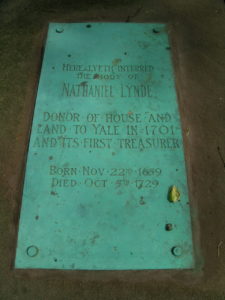 HERE LYETH INTERRED
THE BODY OF
NATHANIEL LYNDE
DONOR OF HOUSE AND
LAND TO YALE IN 1701
AND ITS FIRST TREASURER
BORN NOV. 22ND 1659
DIED OCT. 5TH 1729